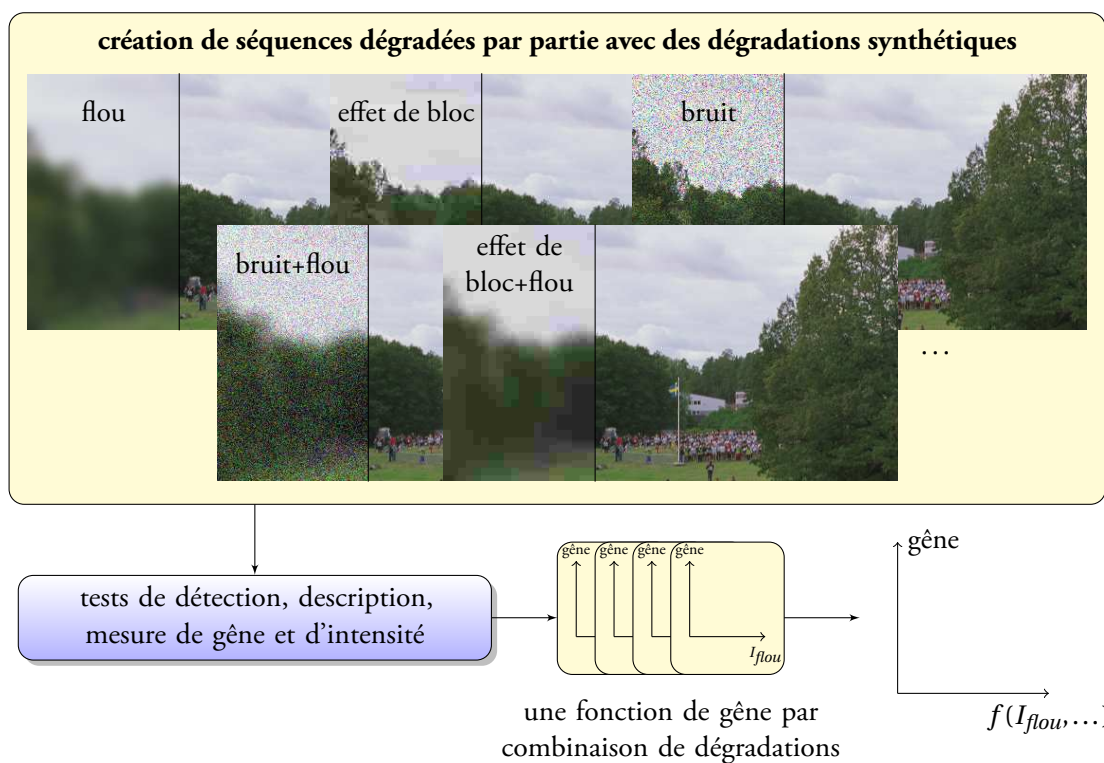 création de séquences dégradées par partie avec des dégradations synthétiques
flou
effet de bloc
bruit
bruit+flou
effet de
bloc+flou
...
tests de détection, description,
mesure de gêne et d'intensité
gêne
gêne
gêne
gêne
I_flou
une fonction de gêne par
combinaison de dégradations
gêne
f(I_flou,...)